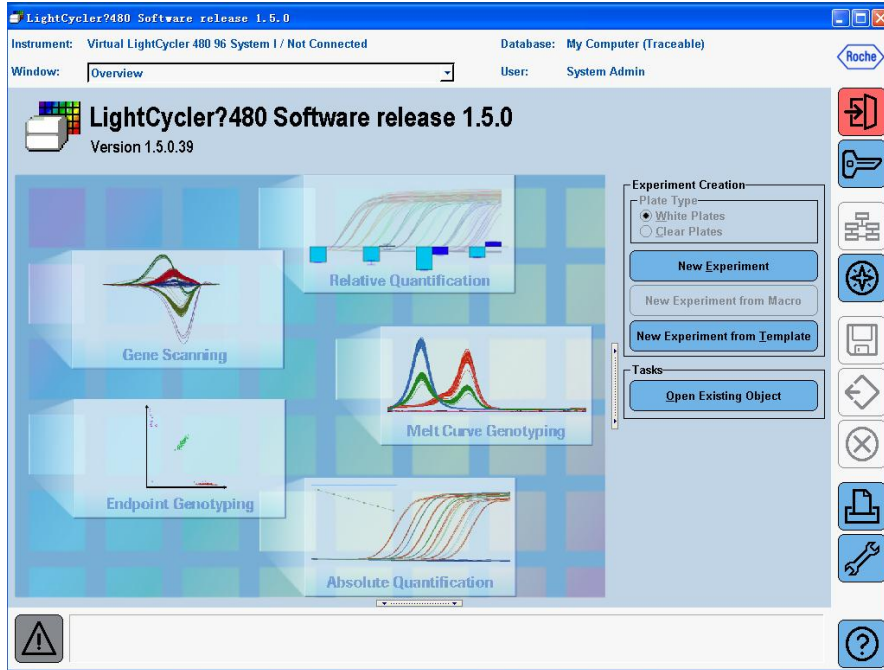 LightCycler?480 Software release 1.5.0
Instrument: Virtual LightCycler 480 96 System I / Not Connected
Database: My Computer (Traceable)
Window: Overview
User: System Admin
Roche
LightCycler?480 Software release 1.5.0
Version 1.5.0.39
Relative Quantification
Gene Scanning
Melt Curve Genotyping
Endpoint Genotyping
Absolute Quantification
Experiment Creation
Plate Type
White Plates
Clear Plates
New Experiment
New Experiment from Macro
New Experiment from Template
Tasks
Open Existing Object